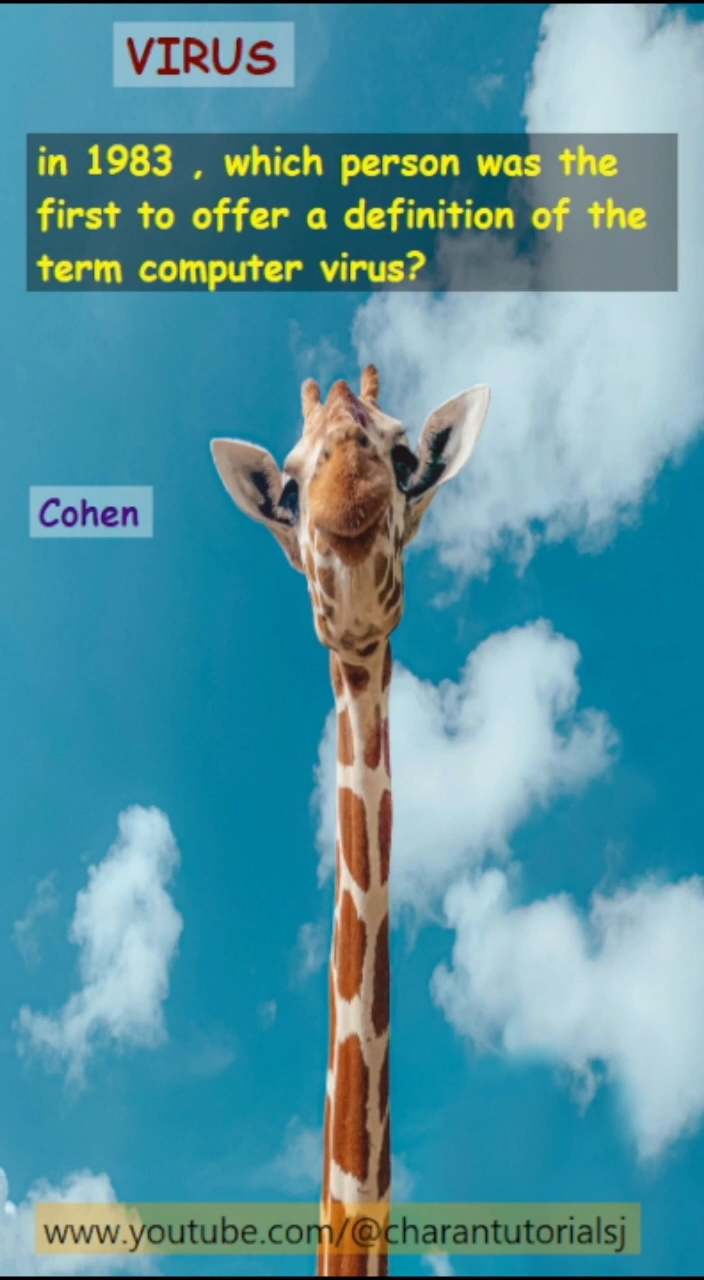 VIRUS
in 1983 , which person was the
first to offer a definition of the
term computer virus?
Cohen
www.youtube.com/@charantutorialsj